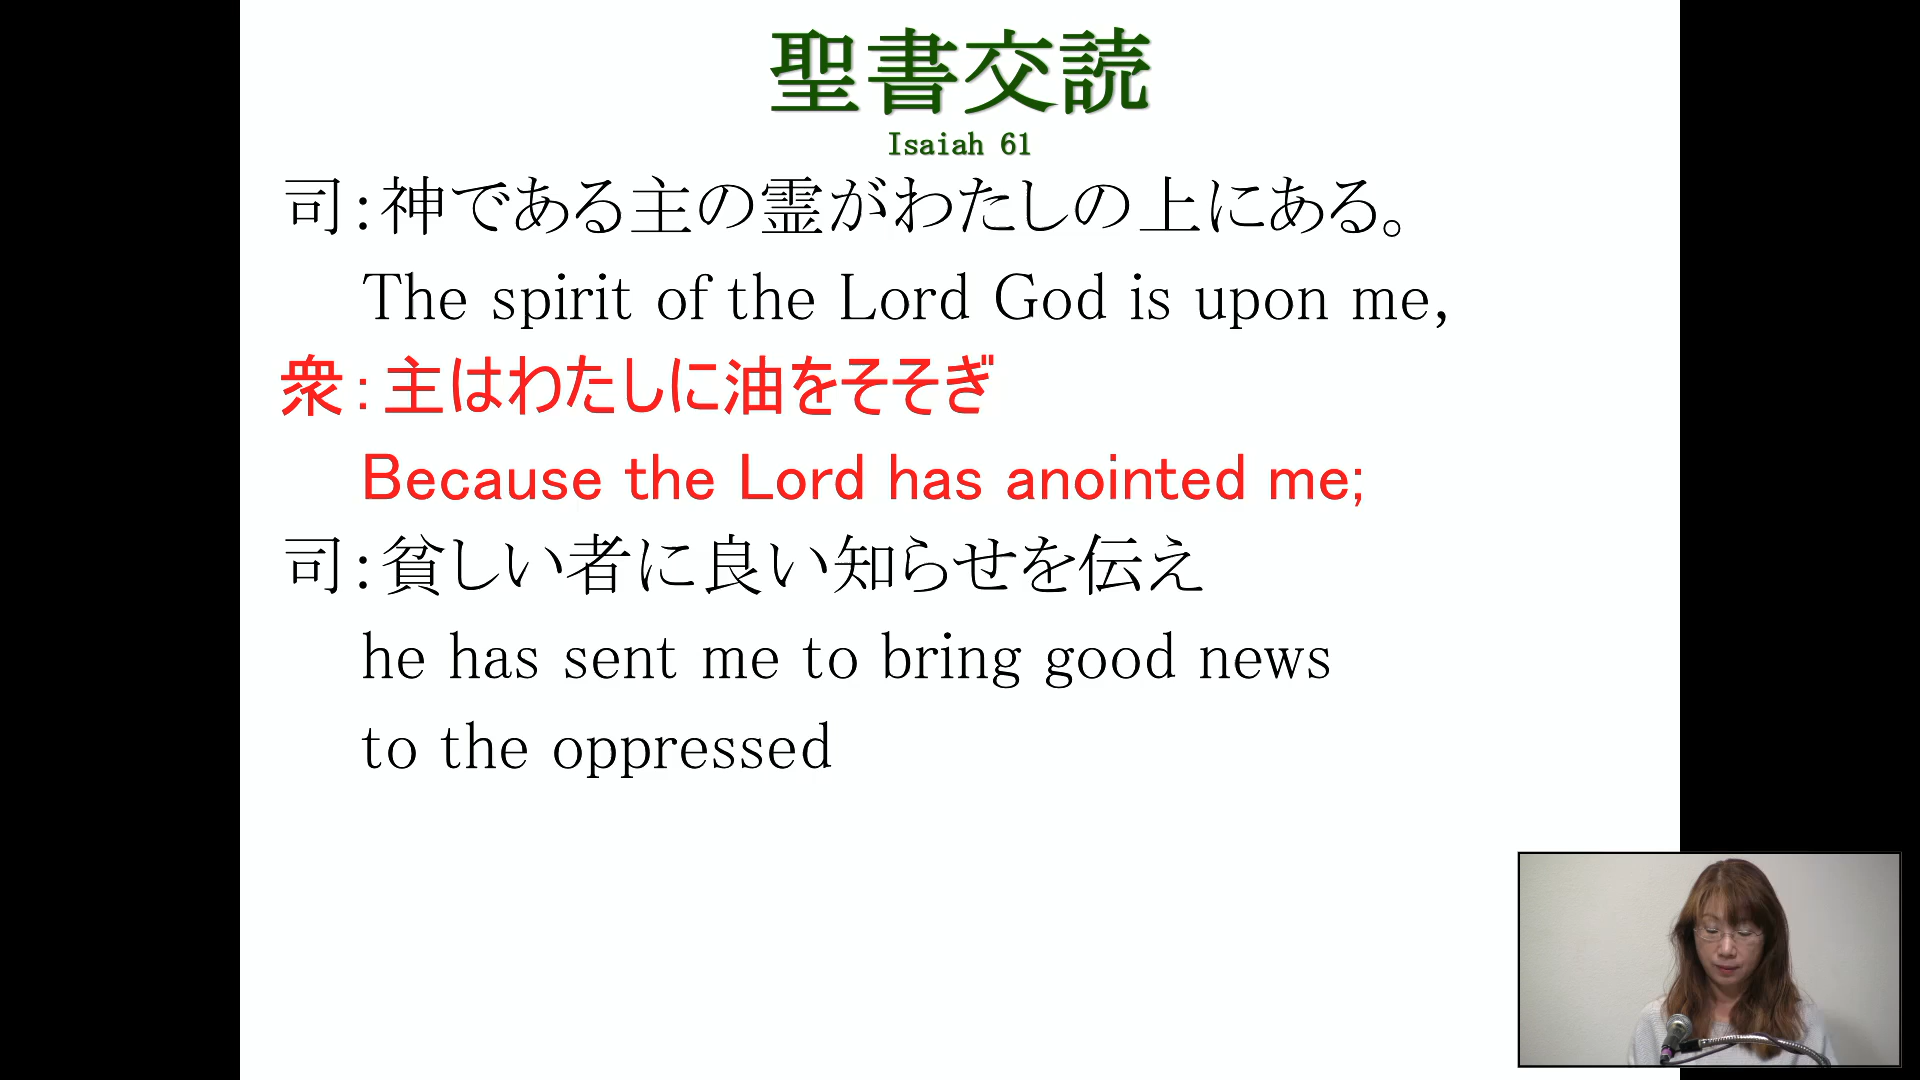 聖書交読
Isaiah 61
司：神である主の霊がわたしの上にある。
The spirit of the Lord God is upon me,
衆：主はわたしに油をそそぎ
Because the Lord has anointed me;
司：貧しい者に良い知らせを伝え
he has sent me to bring good news
to the oppressed